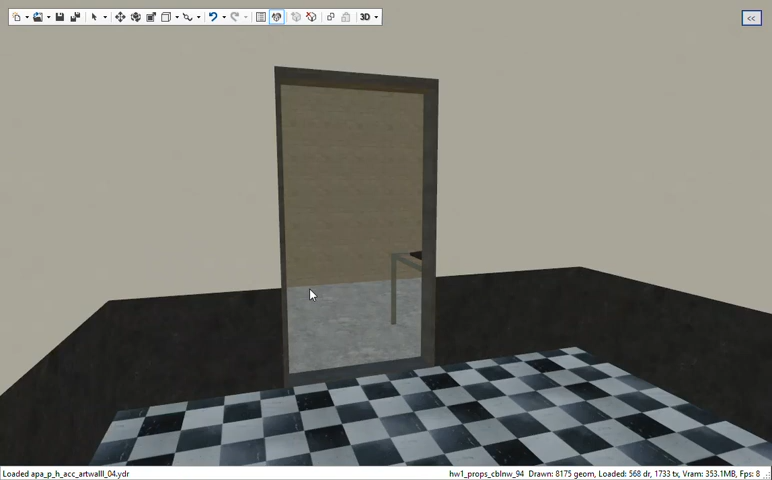 3D
<<
Loaded apa_p_h_acc_artwalll_04.ydr
hw1_props_cblnw_94 Drawn: 8175 geom, Loaded: 568 dr, 1733 tx, Vram: 353.1MB, Fps: 8